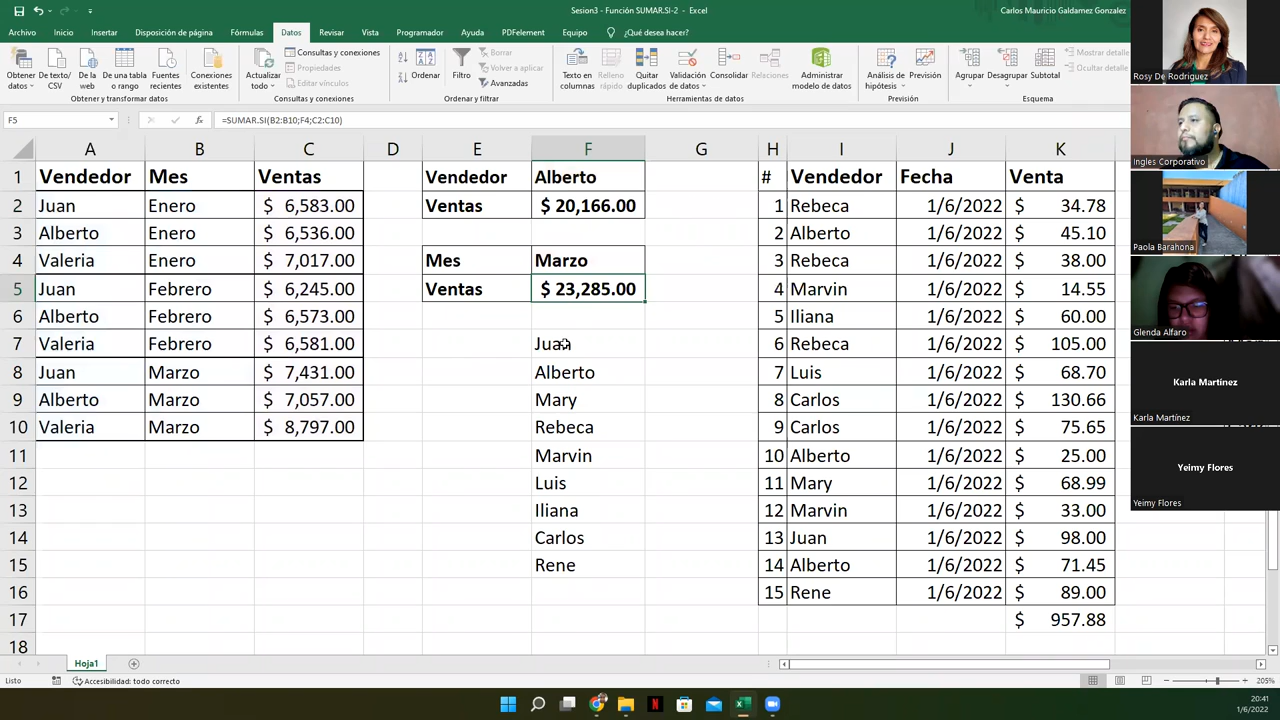 Sesion3 - Función SUMAR.SI-2 - Excel
Carlos Mauricio Galdamez Gonzalez
Archivo Inicio Insertar Disposición de página Fórmulas Datos Revisar Vista Programador Ayuda PDFelement Equipo ¿Qué desea hacer?
Obtener datos
De texto/ CSV
De la web
De una tabla o rango
Fuentes recientes
Conexiones existentes
Obtener y transformar datos
Actualizar todo
Consultas y conexiones
Propiedades
Editar vínculos
Consultas y conexiones
Ordenar
Filtro
Borrar
Volver a aplicar
Avanzadas
Ordenar y filtrar
Texto en columnas
Relleno rápido
Quitar duplicados
Validación de datos
Consolidar
Relaciones
Administrar modelo de datos
Herramientas de datos
Análisis de hipótesis
Previsión
Previsión
Agrupar
Desagrupar
Subtotal
Mostrar detalle
Ocultar detalle
Esquema
F5 fx =SUMAR.SI(B2:B10;F4;C2:C10)
A B C D E F G H I J K
1 Vendedor Mes Ventas Vendedor Alberto # Vendedor Fecha Venta
2 Juan Enero $ 6,583.00 Ventas $ 20,166.00 1 Rebeca 1/6/2022 $ 34.78
3 Alberto Enero $ 6,536.00 2 Alberto 1/6/2022 $ 45.10
4 Valeria Enero $ 7,017.00 Mes Marzo 3 Rebeca 1/6/2022 $ 38.00
5 Juan Febrero $ 6,245.00 Ventas $ 23,285.00 4 Marvin 1/6/2022 $ 14.55
6 Alberto Febrero $ 6,573.00 5 Iliana 1/6/2022 $ 60.00
7 Valeria Febrero $ 6,581.00 Juan 6 Rebeca 1/6/2022 $ 105.00
8 Juan Marzo $ 7,431.00 Alberto 7 Luis 1/6/2022 $ 68.70
9 Alberto Marzo $ 7,057.00 Mary 8 Carlos 1/6/2022 $ 130.66
10 Valeria Marzo $ 8,797.00 Rebeca 9 Carlos 1/6/2022 $ 75.65
11 Marvin 10 Alberto 1/6/2022 $ 25.00
12 Luis 11 Mary 1/6/2022 $ 68.99
13 Iliana 12 Marvin 1/6/2022 $ 33.00
14 Carlos 13 Juan 1/6/2022 $ 98.00
15 Rene 14 Alberto 1/6/2022 $ 71.45
16 15 Rene 1/6/2022 $ 89.00
17 $ 957.88
18
Rosy De Rodriguez
Ingles Corporativo
Paola Barahona
Glenda Alfaro
Karla Martínez
Karla Martínez
Yeimy Flores
Yeimy Flores
Hoja1
Listo Accesibilidad: todo correcto 205%
20:41
1/6/2022